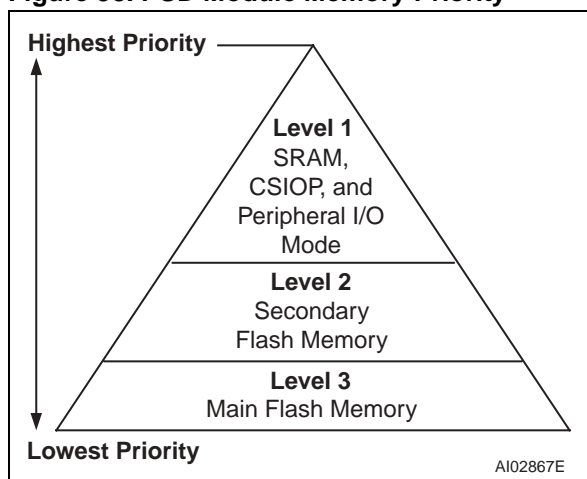 Highest Priority
Level 1
SRAM,
CSIOP, and
Peripheral I/O
Mode
Level 2
Secondary
Flash Memory
Level 3
Main Flash Memory
Lowest Priority
AI02867E